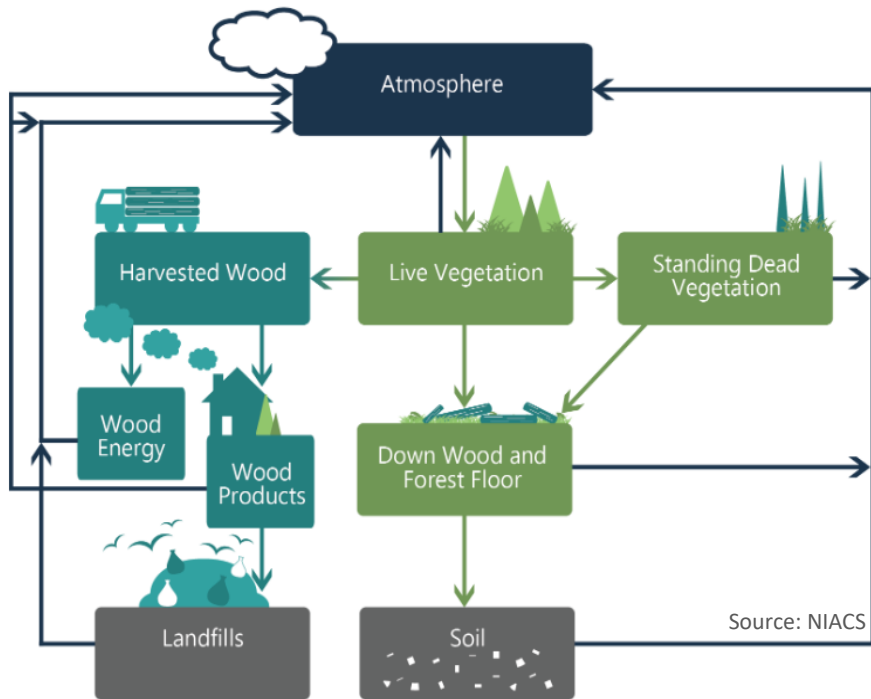 Atmosphere
Harvested Wood
Live Vegetation
Standing Dead
Vegetation
Wood
Energy
Wood
Products
Down Wood and
Forest Floor
Landfills
Soil
Source: NIACS